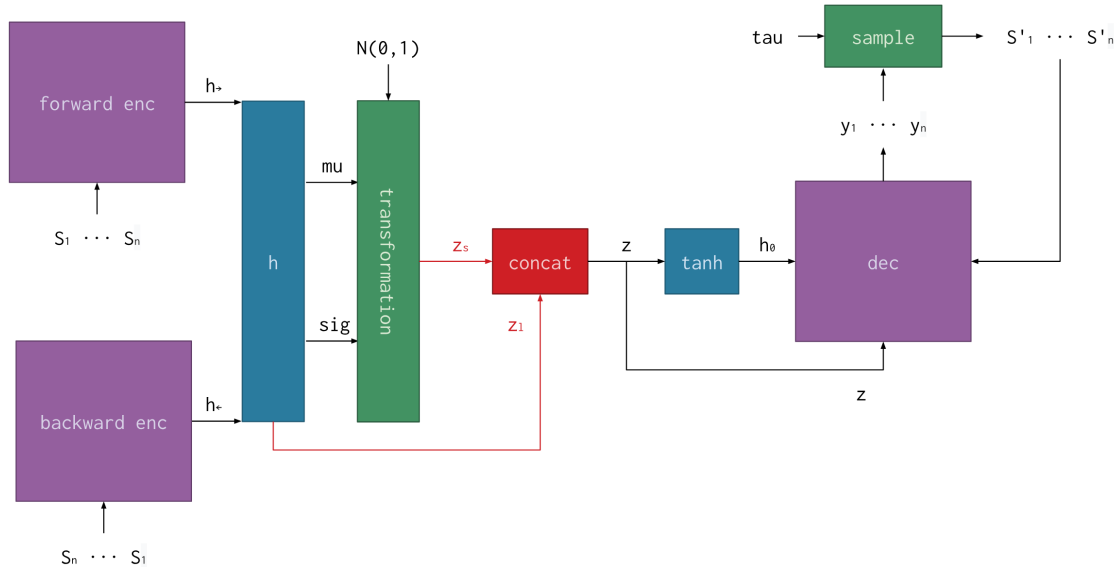 forward enc
h→
S₁ ··· Sₙ
N(0,1)
h
mu
sig
transformation
zₛ
concat
zₗ
z
tanh
h₀
dec
z
tau
sample
S'₁ ··· S'ₙ
y₁ ··· yₙ
backward enc
h←
Sₙ ··· S₁